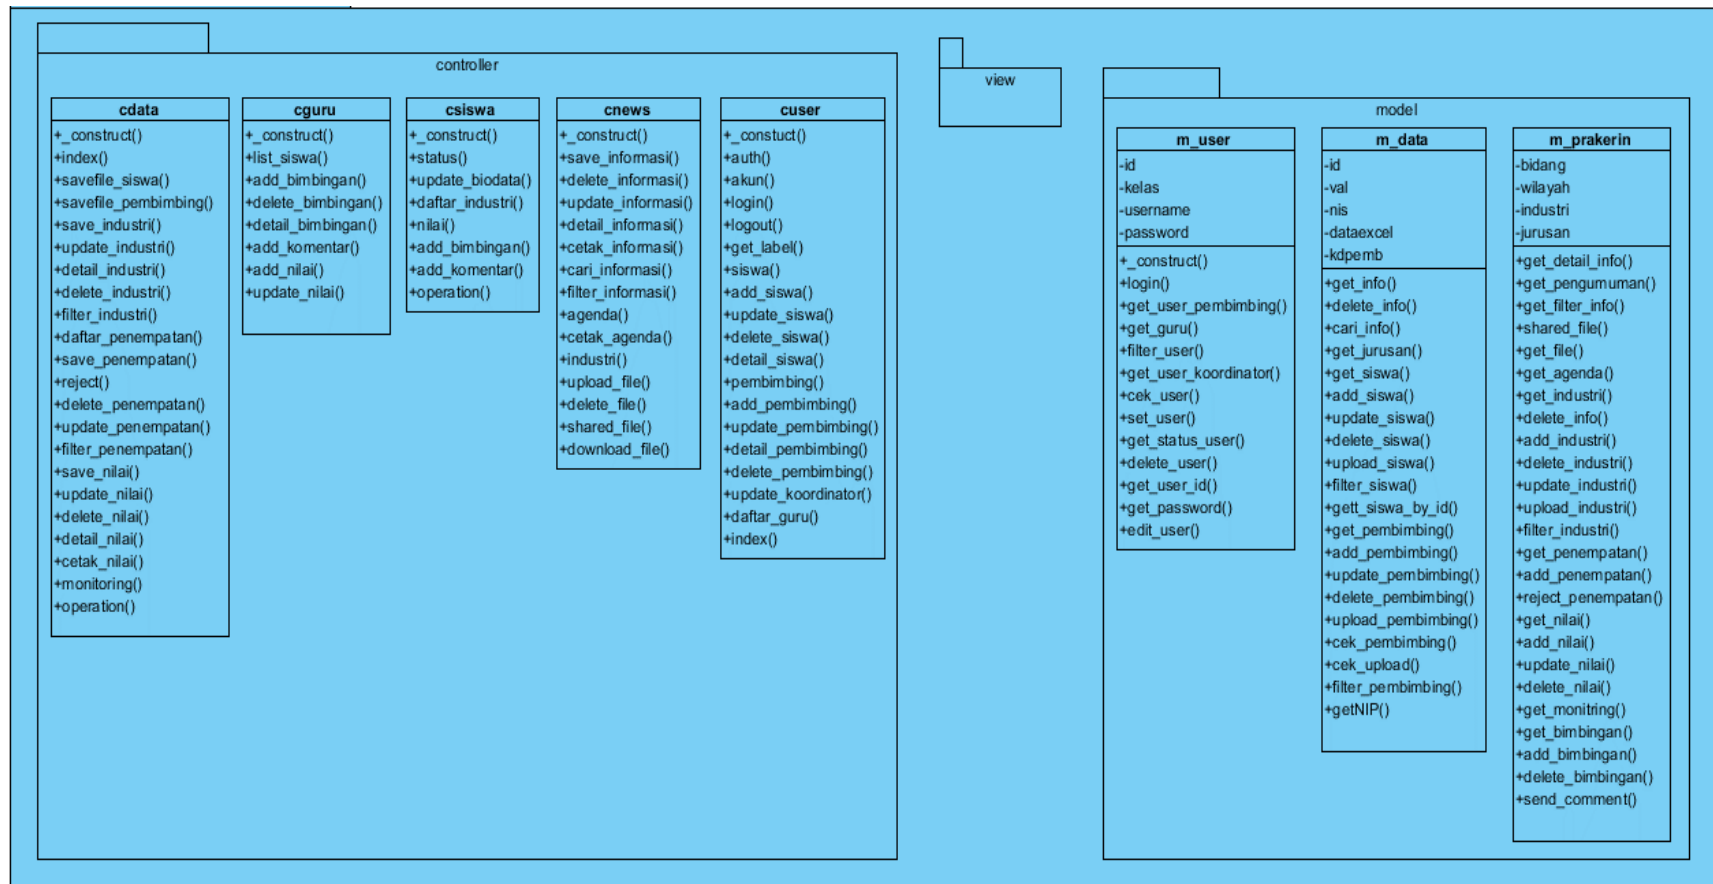 controller
cdata
+_construct()
+index()
+savefile_siswa()
+savefile_pembimbing()
+save_industri()
+update_industri()
+detail_industri()
+delete_industri()
+filter_industri()
+daftar_penempatan()
+save_penempatan()
+reject()
+delete_penempatan()
+update_penempatan()
+filter_penempatan()
+save_nilai()
+update_nilai()
+delete_nilai()
+detail_nilai()
+cetak_nilai()
+monitoring()
+operation()
cguru
+_construct()
+list_siswa()
+add_bimbingan()
+delete_bimbingan()
+detail_bimbingan()
+add_komentar()
+add_nilai()
+update_nilai()
csiswa
+_construct()
+status()
+update_biodata()
+daftar_industri()
+nilai()
+add_bimbingan()
+add_komentar()
+operation()
cnews
+_construct()
+save_informasi()
+delete_informasi()
+update_informasi()
+detail_informasi()
+cetak_informasi()
+cari_informasi()
+filter_informasi()
+agenda()
+cetak_agenda()
+industri()
+upload_file()
+delete_file()
+shared_file()
+download_file()
cuser
+_constuct()
+auth()
+akun()
+login()
+logout()
+get_label()
+siswa()
+add_siswa()
+update_siswa()
+delete_siswa()
+detail_siswa()
+pembimbing()
+add_pembimbing()
+update_pembimbing()
+detail_pembimbing()
+delete_pembimbing()
+update_koordinator()
+daftar_guru()
+index()
view
model
m_user
-id
-kelas
-username
-password
+_construct()
+login()
+get_user_pembimbing()
+get_guru()
+filter_user()
+get_user_koordinator()
+cek_user()
+set_user()
+get_status_user()
+delete_user()
+get_user_id()
+get_password()
+edit_user()
m_data
-id
-val
-nis
-dataexcel
-kdpemb
+get_info()
+delete_info()
+cari_info()
+get_jurusan()
+get_siswa()
+add_siswa()
+update_siswa()
+delete_siswa()
+upload_siswa()
+filter_siswa()
+gett_siswa_by_id()
+get_pembimbing()
+add_pembimbing()
+update_pembimbing()
+delete_pembimbing()
+upload_pembimbing()
+cek_pembimbing()
+cek_upload()
+filter_pembimbing()
+getNIP()
m_prakerin
-bidang
-wilayah
-industri
-jurusan
+get_detail_info()
+get_pengumuman()
+get_filter_info()
+shared_file()
+get_file()
+get_agenda()
+get_industri()
+delete_info()
+add_industri()
+delete_industri()
+update_industri()
+upload_industri()
+filter_industri()
+get_penempatan()
+add_penempatan()
+reject_penempatan()
+get_nilai()
+add_nilai()
+update_nilai()
+delete_nilai()
+get_monitring()
+get_bimbingan()
+add_bimbingan()
+delete_bimbingan()
+send_comment()